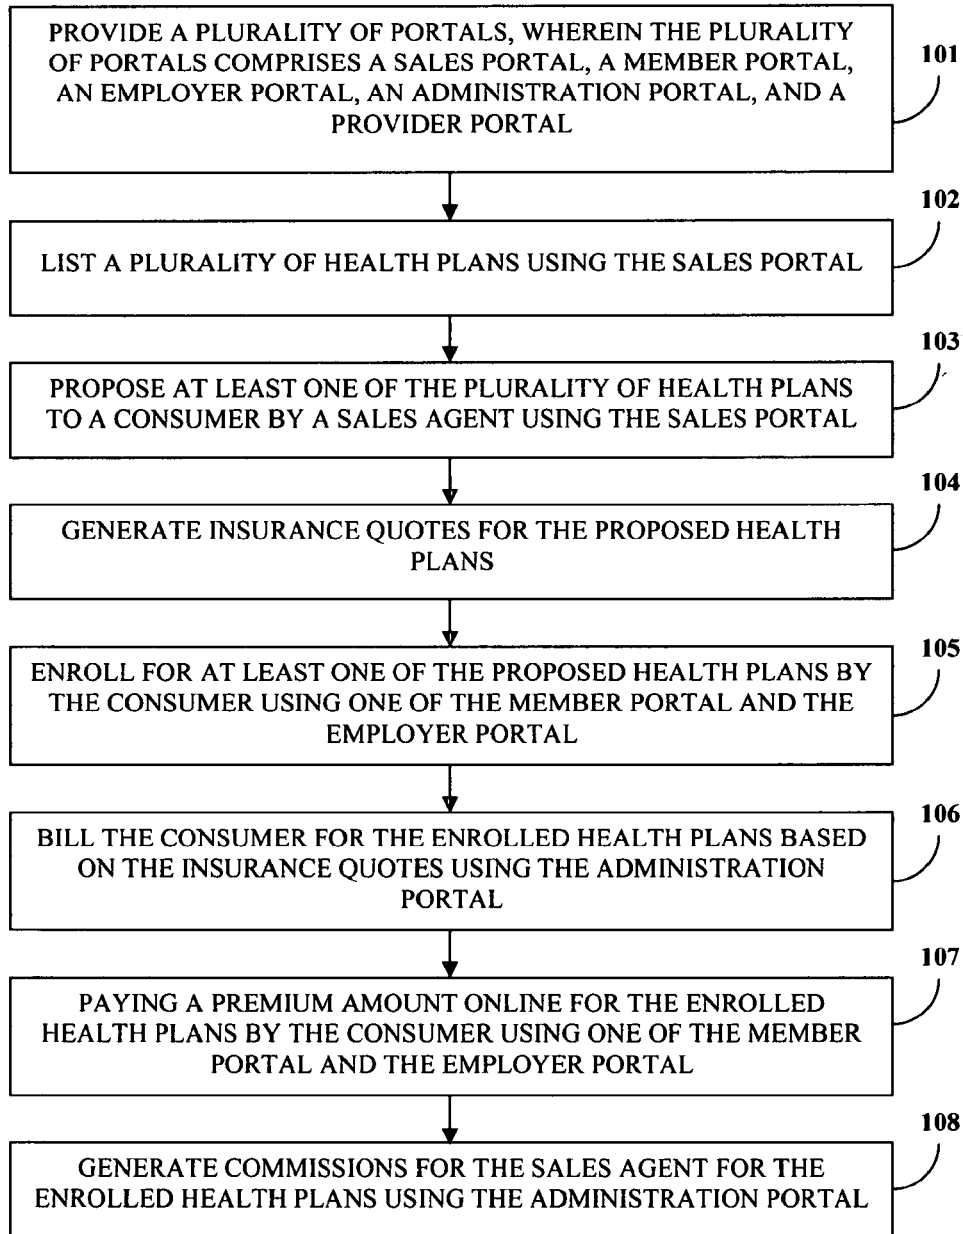 PROVIDE A PLURALITY OF PORTALS, WHEREIN THE PLURALITY
OF PORTALS COMPRISES A SALES PORTAL, A MEMBER PORTAL,
AN EMPLOYER PORTAL, AN ADMINISTRATION PORTAL, AND A
PROVIDER PORTAL
101
LIST A PLURALITY OF HEALTH PLANS USING THE SALES PORTAL
102
PROPOSE AT LEAST ONE OF THE PLURALITY OF HEALTH PLANS
TO A CONSUMER BY A SALES AGENT USING THE SALES PORTAL
103
GENERATE INSURANCE QUOTES FOR THE PROPOSED HEALTH
PLANS
104
ENROLL FOR AT LEAST ONE OF THE PROPOSED HEALTH PLANS BY
THE CONSUMER USING ONE OF THE MEMBER PORTAL AND THE
EMPLOYER PORTAL
105
BILL THE CONSUMER FOR THE ENROLLED HEALTH PLANS BASED
ON THE INSURANCE QUOTES USING THE ADMINISTRATION
PORTAL
106
PAYING A PREMIUM AMOUNT ONLINE FOR THE ENROLLED
HEALTH PLANS BY THE CONSUMER USING ONE OF THE MEMBER
PORTAL AND THE EMPLOYER PORTAL
107
GENERATE COMMISSIONS FOR THE SALES AGENT FOR THE
ENROLLED HEALTH PLANS USING THE ADMINISTRATION PORTAL
108